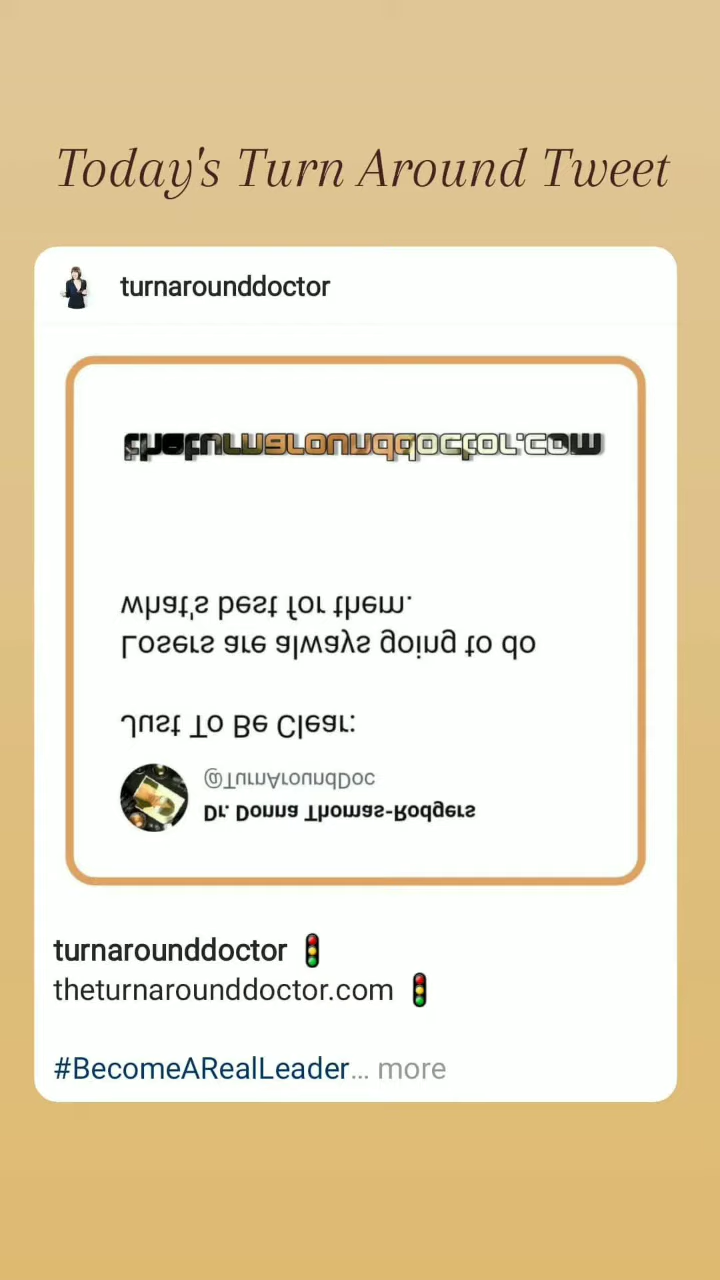 Today's Turn Around Tweet
turnarounddoctor
Dr. Donna Thomas-Rodgers
@TurnAroundDoc
Just To Be Clear:
Losers are always going to do
what's best for them.
theturnarounddoctor.com
turnarounddoctor 🚦
theturnarounddoctor.com 🚦
#BecomeARealLeader... more